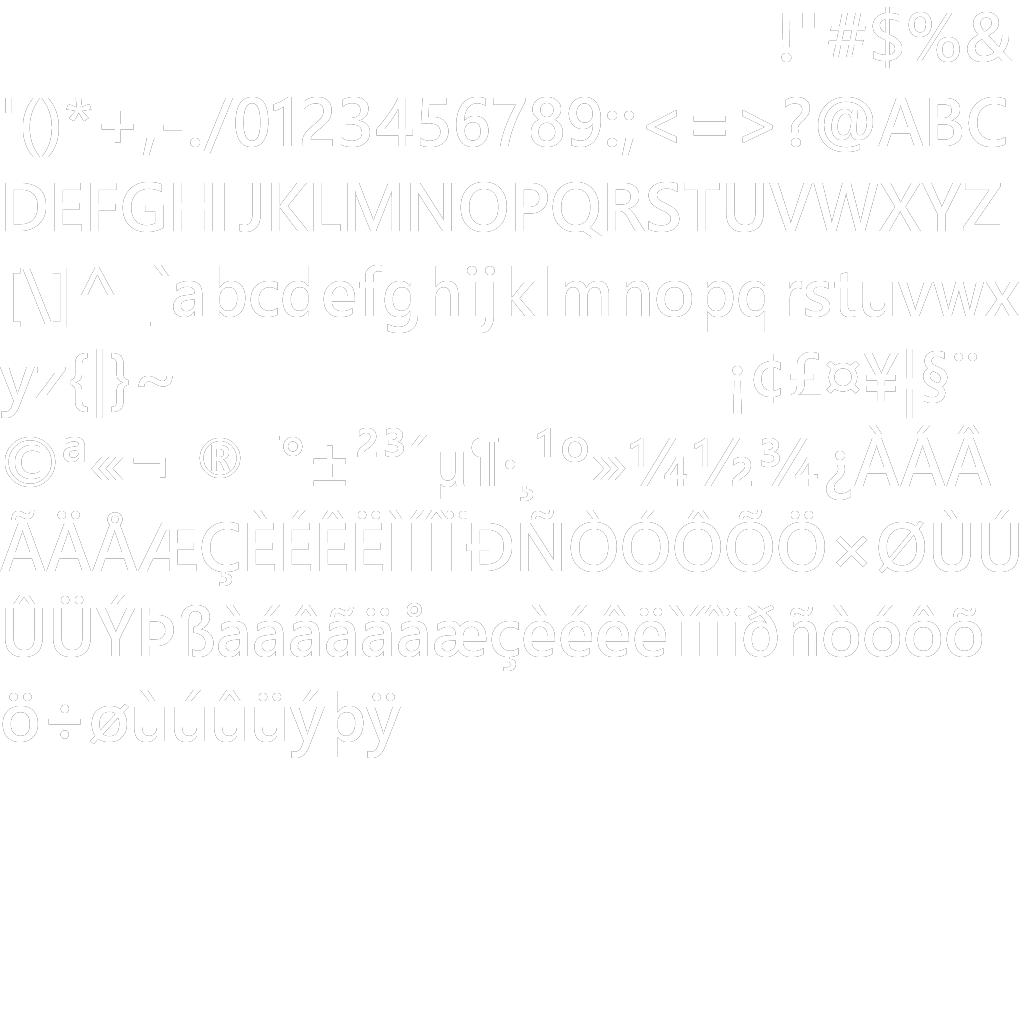 !"#$%&
'()*+,-./0123456789:;<=>?@ABC
DEFGHIJKLMNOPQRSTUVWXYZ
[\]^_`abcdefghijklmnopqrstuvwx
yz{|}~ ¡¢£¤¥¦§¨
©ª«¬®¯°±²³´µ¶·¸¹º»¼½¾¿ÀÁÂ
ÃÄÅÆÇÈÉÊËÌÍÎÏÐÑÒÓÔÕÖ×ØÙÚ
ÛÜÝÞßàáâãäåæçèéêëìíîïðñòóôõ
ö÷øùúûüýþÿ